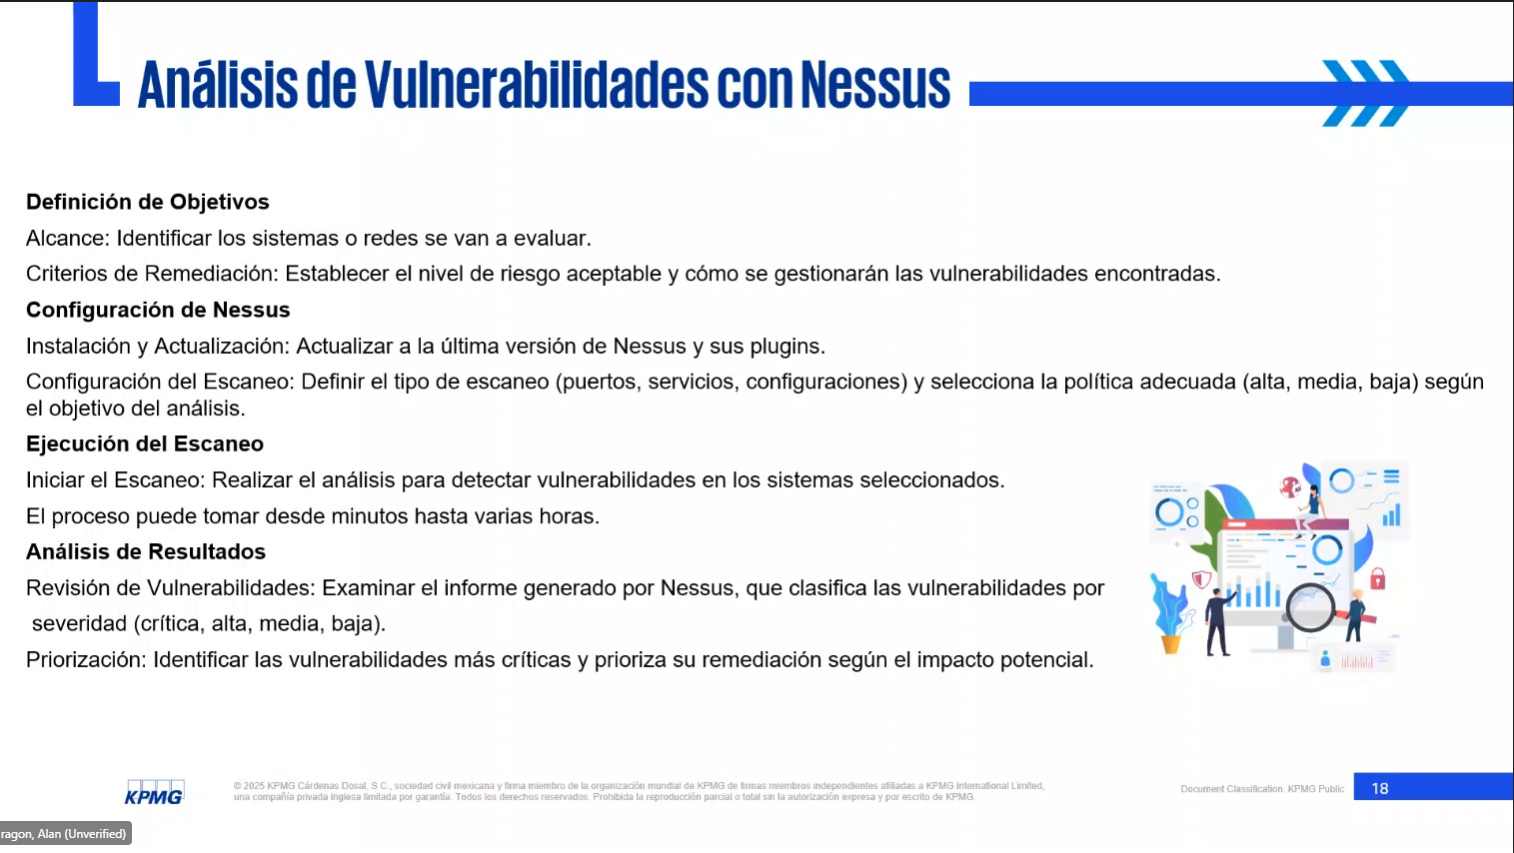 Análisis de Vulnerabilidades con Nessus
Definición de Objetivos
Alcance: Identificar los sistemas o redes se van a evaluar.
Criterios de Remediación: Establecer el nivel de riesgo aceptable y cómo se gestionarán las vulnerabilidades encontradas.
Configuración de Nessus
Instalación y Actualización: Actualizar a la última versión de Nessus y sus plugins.
Configuración del Escaneo: Definir el tipo de escaneo (puertos, servicios, configuraciones) y selecciona la política adecuada (alta, media, baja) según
el objetivo del análisis.
Ejecución del Escaneo
Iniciar el Escaneo: Realizar el análisis para detectar vulnerabilidades en los sistemas seleccionados.
El proceso puede tomar desde minutos hasta varias horas.
Análisis de Resultados
Revisión de Vulnerabilidades: Examinar el informe generado por Nessus, que clasifica las vulnerabilidades por
severidad (crítica, alta, media, baja).
Priorización: Identificar las vulnerabilidades más críticas y prioriza su remediación según el impacto potencial.
KPMG
© 2025 KPMG Cárdenas Dosal, S.C., sociedad civil mexicana y firma miembro de la organización mundial de KPMG de firmas miembros independientes afiliadas a KPMG International Limited,
una compañía privada inglesa limitada por garantía. Todos los derechos reservados. Prohibida la reproducción parcial o total sin la autorización expresa y por escrito de KPMG.
Document Classification: KPMG Public
18
ragon, Alan (Unverified)